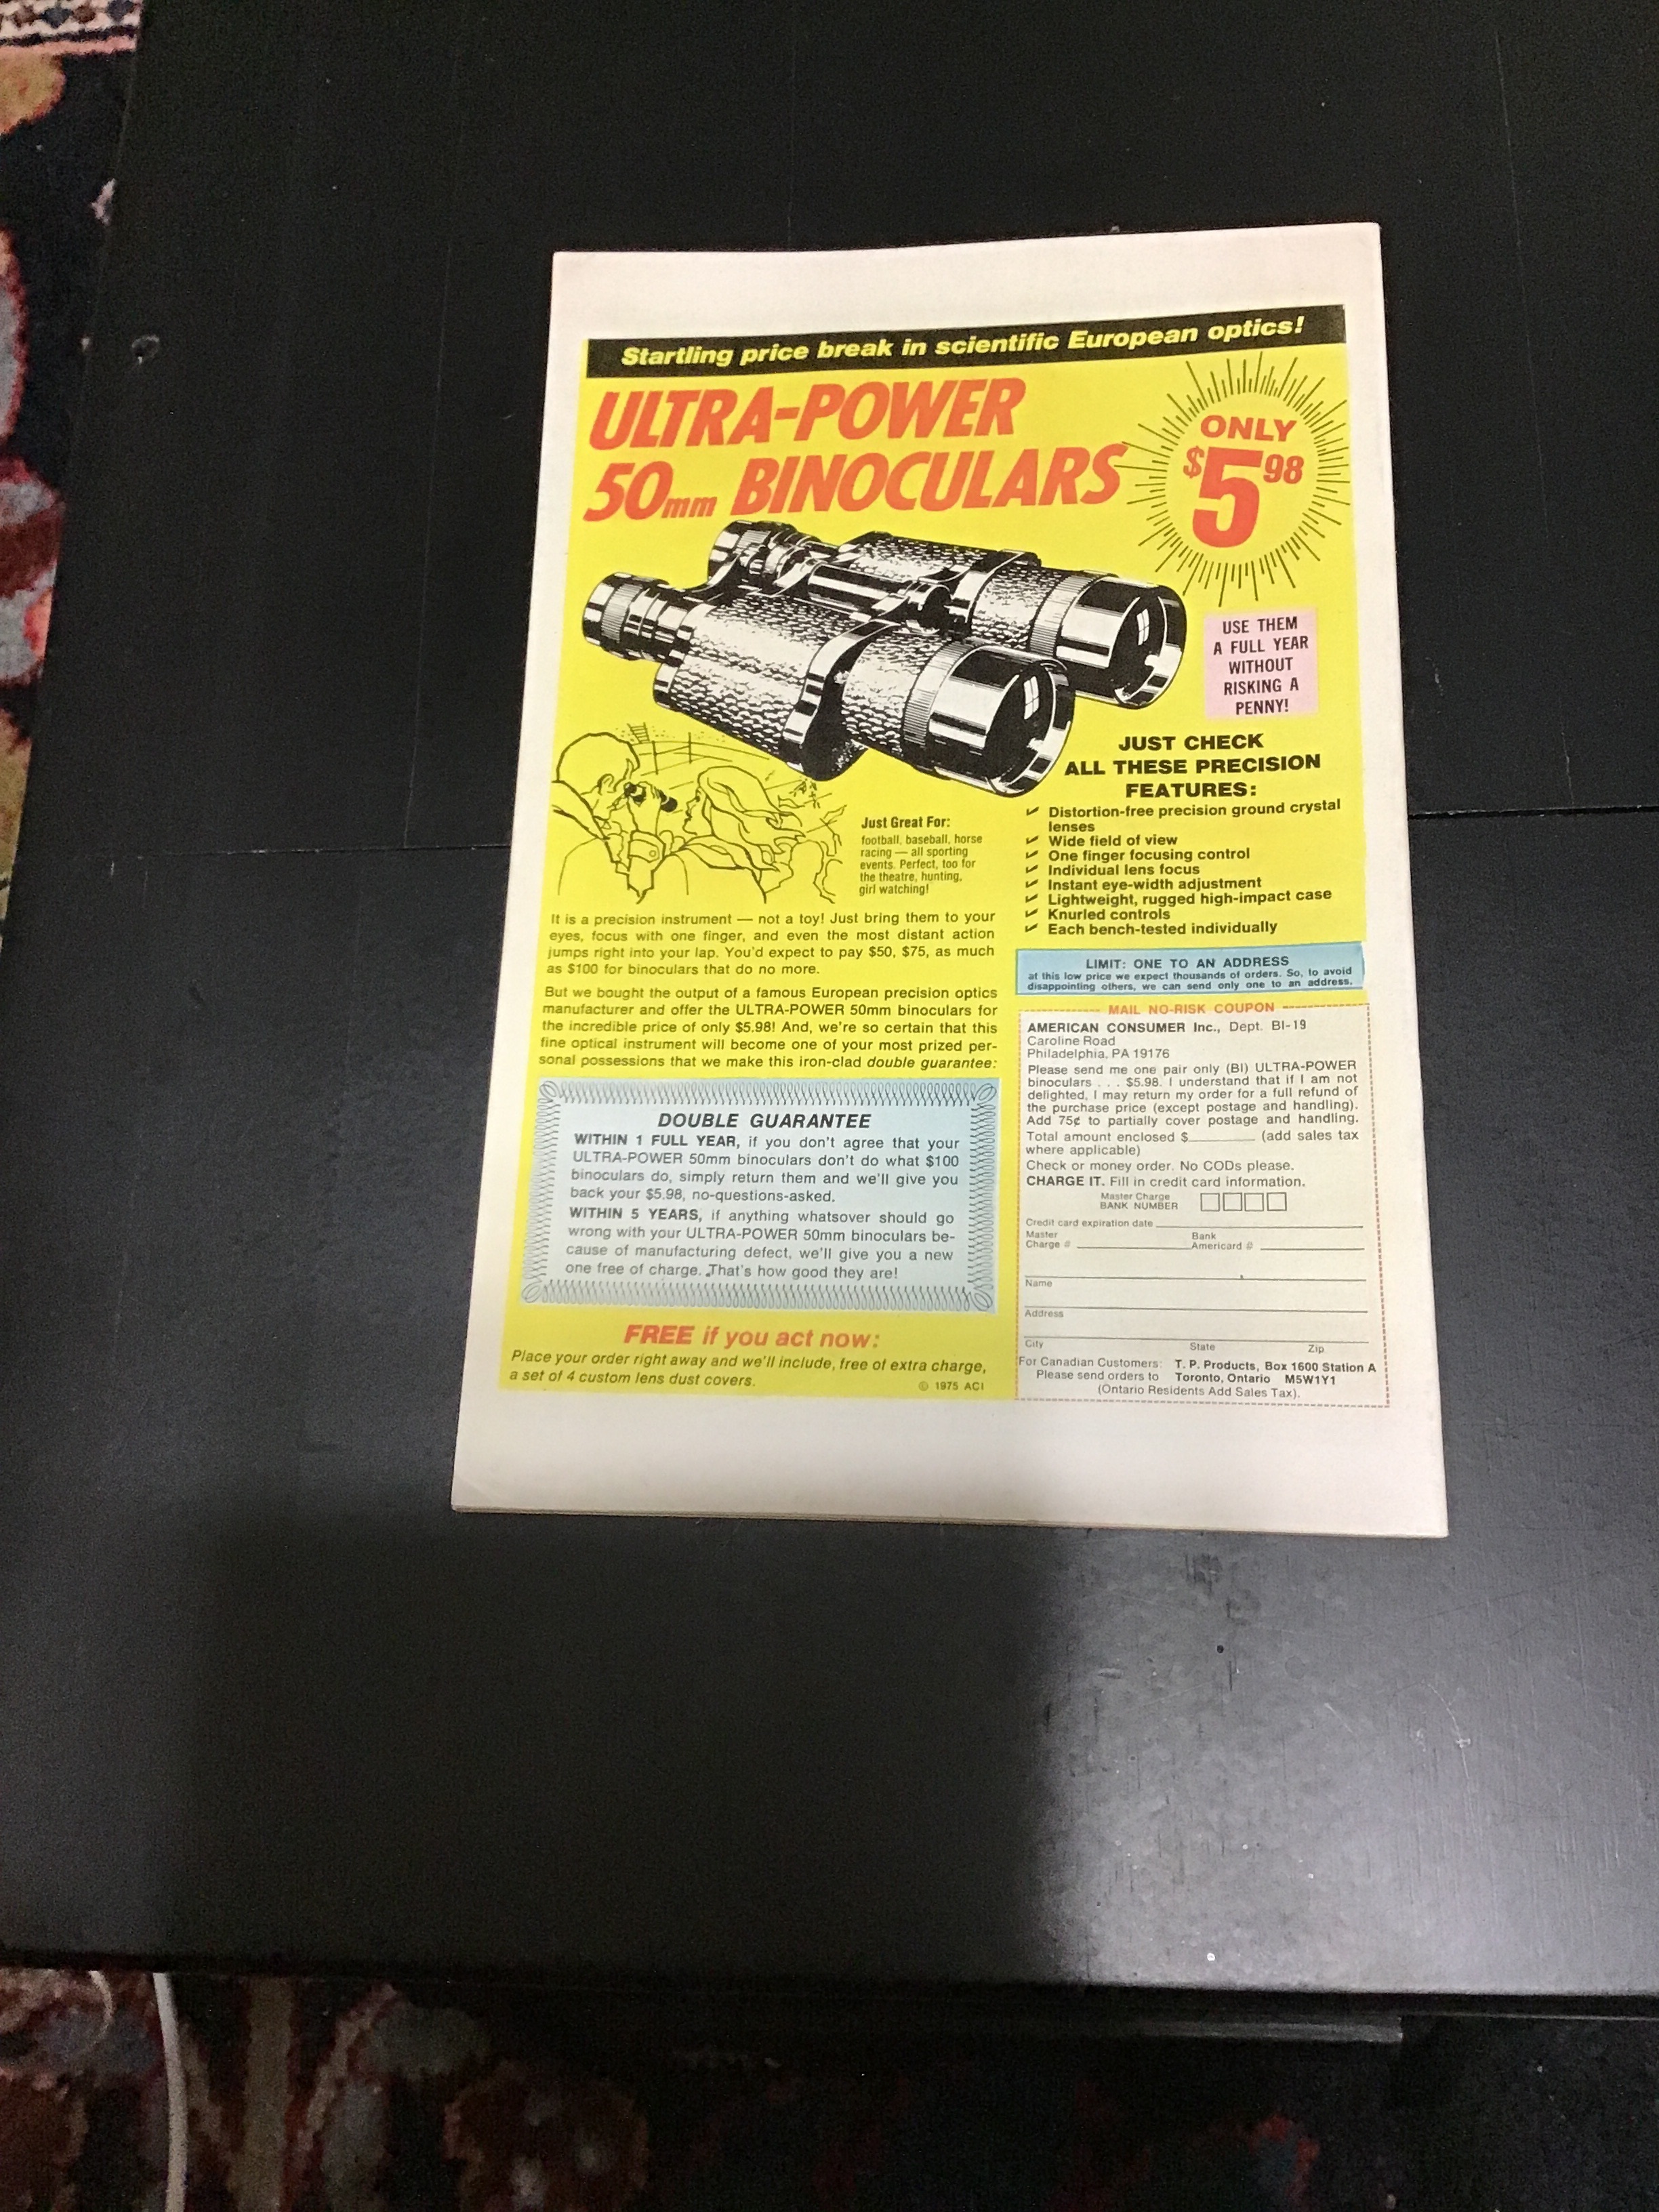 Startling price break in scientific European optics!
ULTRA-POWER
50mm BINOCULARS
ONLY
$5 98
USE THEM
A FULL YEAR
WITHOUT
RISKING A
PENNY!
Just Great For:
football, baseball, horse
racing — all sporting
events. Perfect, too for
the theatre, hunting,
girl watching!
It is a precision instrument — not a toy! Just bring them to your
eyes, focus with one finger, and even the most distant action
jumps right into your lap. You'd expect to pay $50, $75, as much
as $100 for binoculars that do no more.
But we bought the output of a famous European precision optics
manufacturer and offer the ULTRA-POWER 50mm binoculars for
the incredible price of only $5.98! And, we're so certain that this
fine optical instrument will become one of your most prized per-
sonal possessions that we make this iron-clad double guarantee:
DOUBLE GUARANTEE
WITHIN 1 FULL YEAR, if you don't agree that your
ULTRA-POWER 50mm binoculars don't do what $100
binoculars do, simply return them and we'll give you
back your $5.98, no-questions-asked.
WITHIN 5 YEARS, if anything whatsover should go
wrong with your ULTRA-POWER 50mm binoculars be-
cause of manufacturing defect, we'll give you a new
one free of charge. That's how good they are!
FREE if you act now:
Place your order right away and we'll include, free of extra charge,
a set of 4 custom lens dust covers.
© 1975 ACI
JUST CHECK
ALL THESE PRECISION
FEATURES:
✔ Distortion-free precision ground crystal
lenses
✔ Wide field of view
✔ One finger focusing control
✔ Individual lens focus
✔ Instant eye-width adjustment
✔ Lightweight, rugged high-impact case
✔ Knurled controls
✔ Each bench-tested individually
LIMIT: ONE TO AN ADDRESS
at this low price we expect thousands of orders. So, to avoid
disappointing others, we can send only one to an address.
MAIL NO-RISK COUPON
AMERICAN CONSUMER Inc., Dept. BI-19
Caroline Road
Philadelphia, PA 19176
Please send me one pair only (BI) ULTRA-POWER
binoculars . . . $5.98. I understand that if I am not
delighted, I may return my order for a full refund of
the purchase price (except postage and handling).
Add 75¢ to partially cover postage and handling.
Total amount enclosed $________ (add sales tax
where applicable)
Check or money order. No CODs please.
CHARGE IT. Fill in credit card information.
Master Charge
BANK NUMBER
Credit card expiration date
Master Charge #
Bank Americard #
Name
Address
City State Zip
For Canadian Customers: T. P. Products, Box 1600 Station A
Please send orders to Toronto, Ontario M5W1Y1
(Ontario Residents Add Sales Tax).